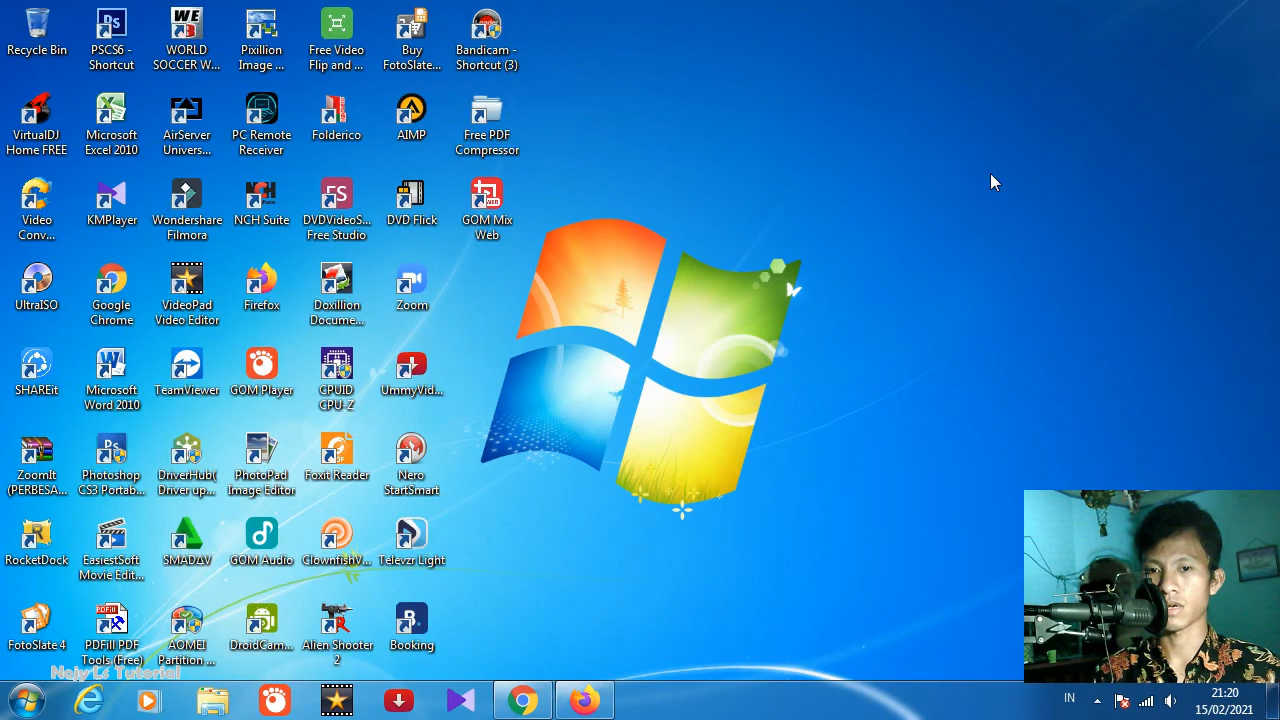 Recycle Bin
PSCS6 -
Shortcut
WORLD
SOCCER W...
Pixillion
Image ...
Free Video
Flip and ...
Buy
FotoSlate...
Bandicam -
Shortcut (3)
VirtualDJ
Home FREE
Microsoft
Excel 2010
AirServer
Univers...
PC Remote
Receiver
Folderico
AIMP
Free PDF
Compressor
Video
Conv...
KMPlayer
Wondershare
Filmora
NCH Suite
DVDVideoS...
Free Studio
DVD Flick
GOM Mix
Web
UltraISO
Google
Chrome
VideoPad
Video Editor
Firefox
Doxillion
Docume...
Zoom
SHAREit
Microsoft
Word 2010
TeamViewer
GOM Player
CPUID
CPU-Z
UmmyVid...
ZoomIt
(PERBESA...
Photoshop
CS3 Portab...
DriverHub(
Driver up...
PhotoPad
Image Editor
Foxit Reader
Nero
StartSmart
RocketDock
EasiestSoft
Movie Edit...
SMADΔV
GOM Audio
ClownfishV...
Televzr Light
FotoSlate 4
PDFill PDF
Tools (Free)
AOMEI
Partition ...
DroidCam...
Alien Shooter
2
Booking
Najy Ls Tutorial
IN
21:20
15/02/2021